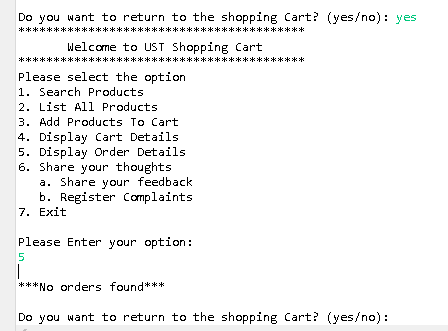 Do you want to return to the shopping Cart? (yes/no): yes
*****************************************
Welcome to UST Shopping Cart
*****************************************
Please select the option
1. Search Products
2. List All Products
3. Add Products To Cart
4. Display Cart Details
5. Display Order Details
6. Share your thoughts
a. Share your feedback
b. Register Complaints
7. Exit
Please Enter your option:
5
***No orders found***
Do you want to return to the shopping Cart? (yes/no):